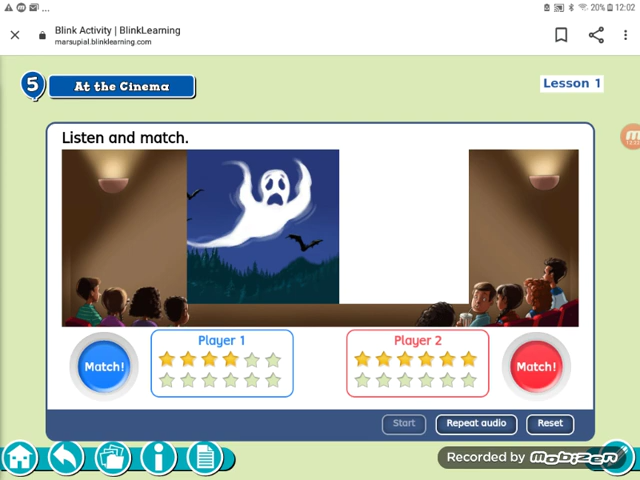 20% 12:02
Blink Activity | BlinkLearning
marsupial.blinklearning.com
5 At the Cinema
Lesson 1
Listen and match.
Player 1
Player 2
Match!
Match!
Start
Repeat audio
Reset
Recorded by
Mobizen